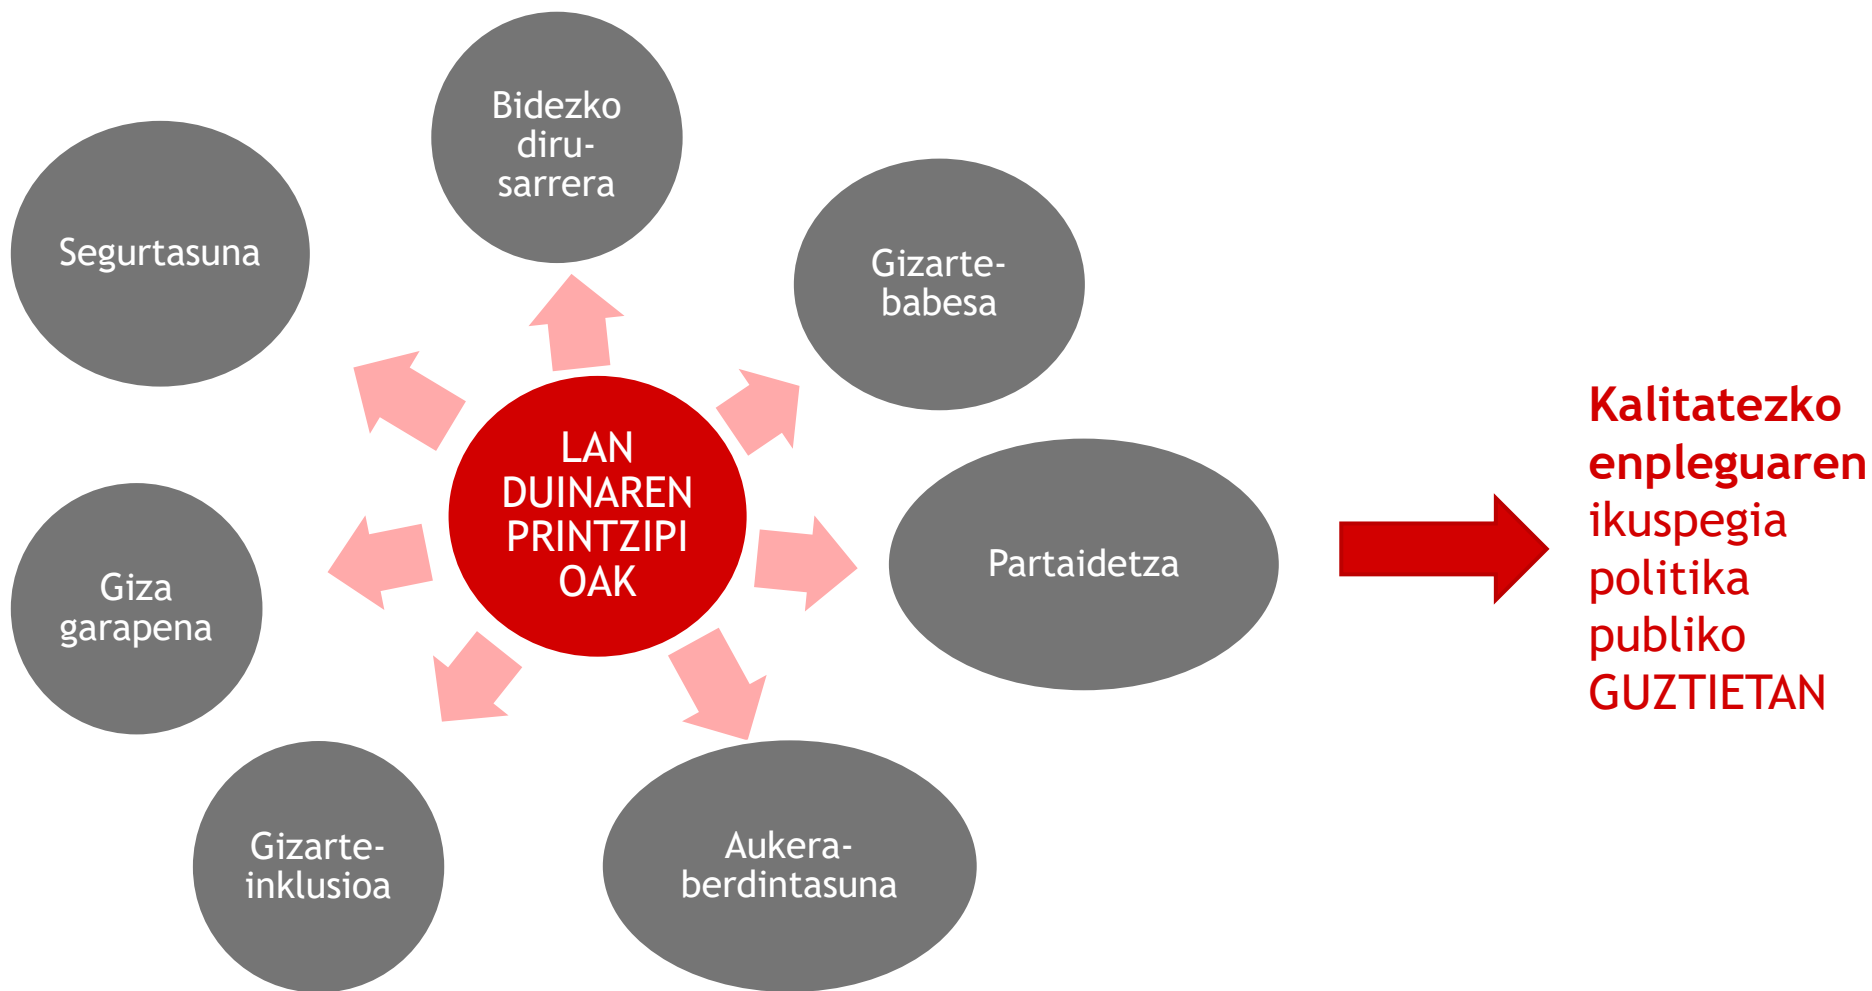 Bidezko
diru-
sarrera
Segurtasuna
Gizarte-
babesa
LAN
DUINAREN
PRINTZIPI
OAK
Partaidetza
Giza
garapena
Gizarte-
inklusioa
Aukera-
berdintasuna
Kalitatezko
enpleguaren
ikuspegia
politika
publiko
GUZTIETAN